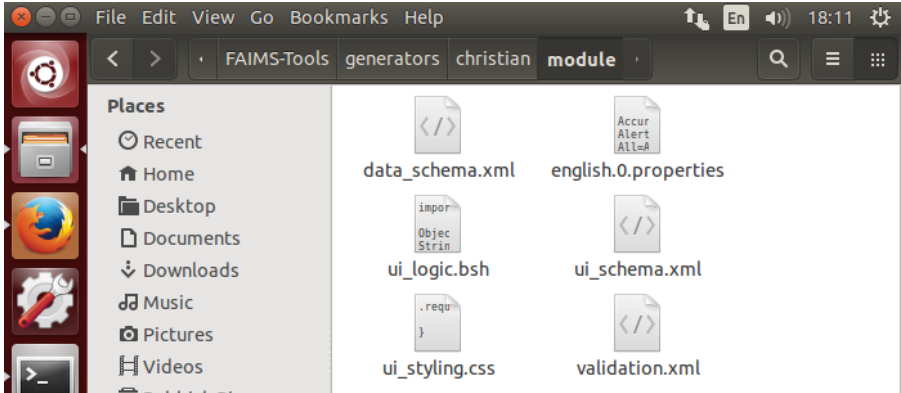 File Edit View Go Bookmarks Help En 18:11
FAIMS-Tools generators christian module
Places
Recent
Home
Desktop
Documents
Downloads
Music
Pictures
Videos
</>
data_schema.xml
Accur
Alert
All=A
english.0.properties
impor
Objec
Strin
ui_logic.bsh
</>
ui_schema.xml
.requ
}
ui_styling.css
</>
validation.xml
>_